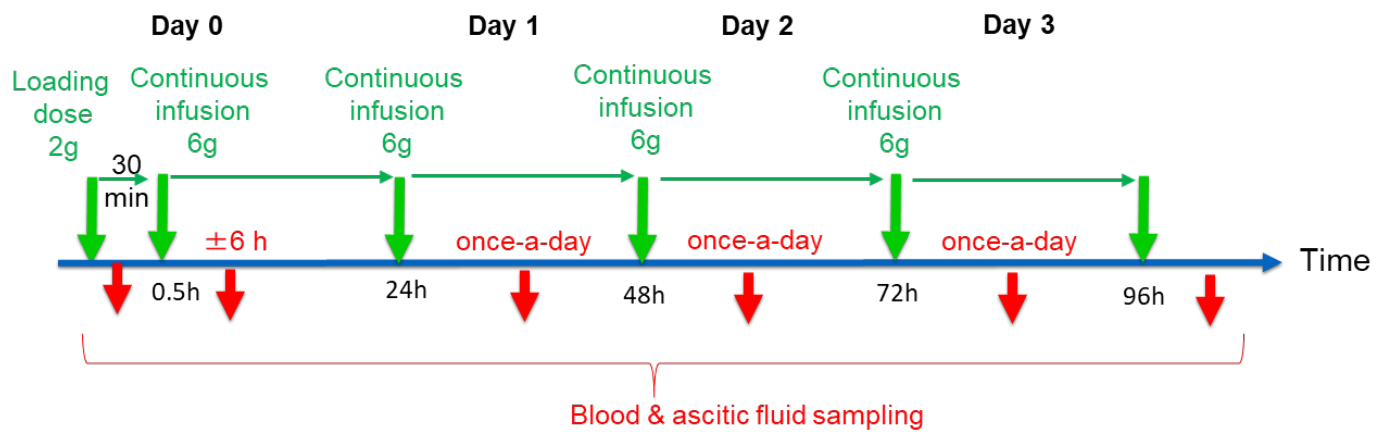 Day 0
Day 1
Day 2
Day 3
Loading
dose
2g
Continuous
infusion
6g
Continuous
infusion
6g
Continuous
infusion
6g
Continuous
infusion
6g
30
min
±6 h
once-a-day
once-a-day
once-a-day
Time
0.5h
24h
48h
72h
96h
Blood & ascitic fluid sampling